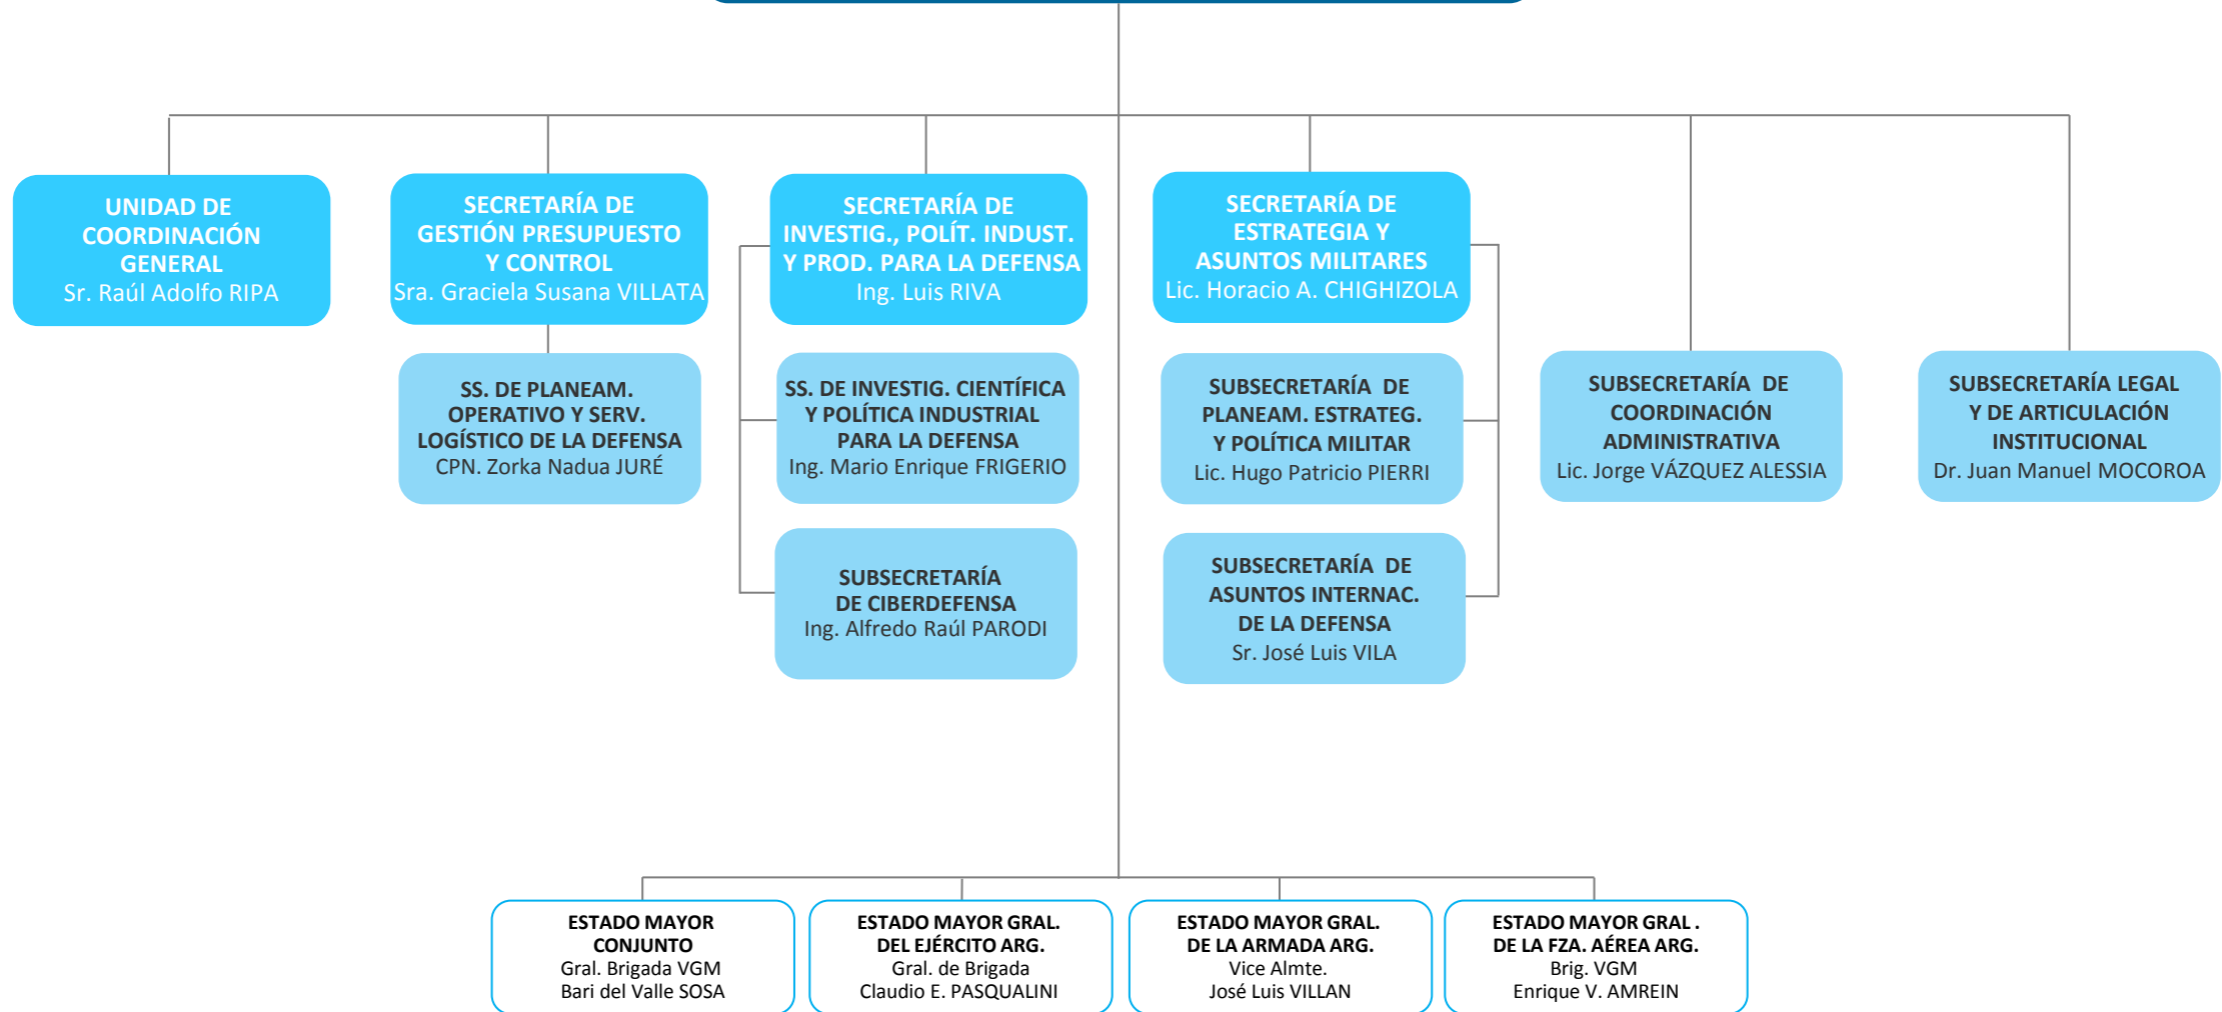 UNIDAD DE
COORDINACIÓN
GENERAL
Sr. Raúl Adolfo RIPA
SECRETARÍA DE
GESTIÓN PRESUPUESTO
Y CONTROL
Sra. Graciela Susana VILLATA
SECRETARÍA DE
INVESTIG., POLÍT. INDUST.
Y PROD. PARA LA DEFENSA
Ing. Luis RIVA
SECRETARÍA DE
ESTRATEGIA Y
ASUNTOS MILITARES
Lic. Horacio A. CHIGHIZOLA
SS. DE PLANEAM.
OPERATIVO Y SERV.
LOGÍSTICO DE LA DEFENSA
CPN. Zorka Nadua JURÉ
SS. DE INVESTIG. CIENTÍFICA
Y POLÍTICA INDUSTRIAL
PARA LA DEFENSA
Ing. Mario Enrique FRIGERIO
SUBSECRETARÍA DE
PLANEAM. ESTRATEG.
Y POLÍTICA MILITAR
Lic. Hugo Patricio PIERRI
SUBSECRETARÍA DE
COORDINACIÓN
ADMINISTRATIVA
Lic. Jorge VÁZQUEZ ALESSIA
SUBSECRETARÍA LEGAL
Y DE ARTICULACIÓN
INSTITUCIONAL
Dr. Juan Manuel MOCOROA
SUBSECRETARÍA
DE CIBERDEFENSA
Ing. Alfredo Raúl PARODI
SUBSECRETARÍA DE
ASUNTOS INTERNAC.
DE LA DEFENSA
Sr. José Luis VILA
ESTADO MAYOR
CONJUNTO
Gral. Brigada VGM
Bari del Valle SOSA
ESTADO MAYOR GRAL.
DEL EJÉRCITO ARG.
Gral. de Brigada
Claudio E. PASQUALINI
ESTADO MAYOR GRAL.
DE LA ARMADA ARG.
Vice Almte.
José Luis VILLAN
ESTADO MAYOR GRAL .
DE LA FZA. AÉREA ARG.
Brig. VGM
Enrique V. AMREIN